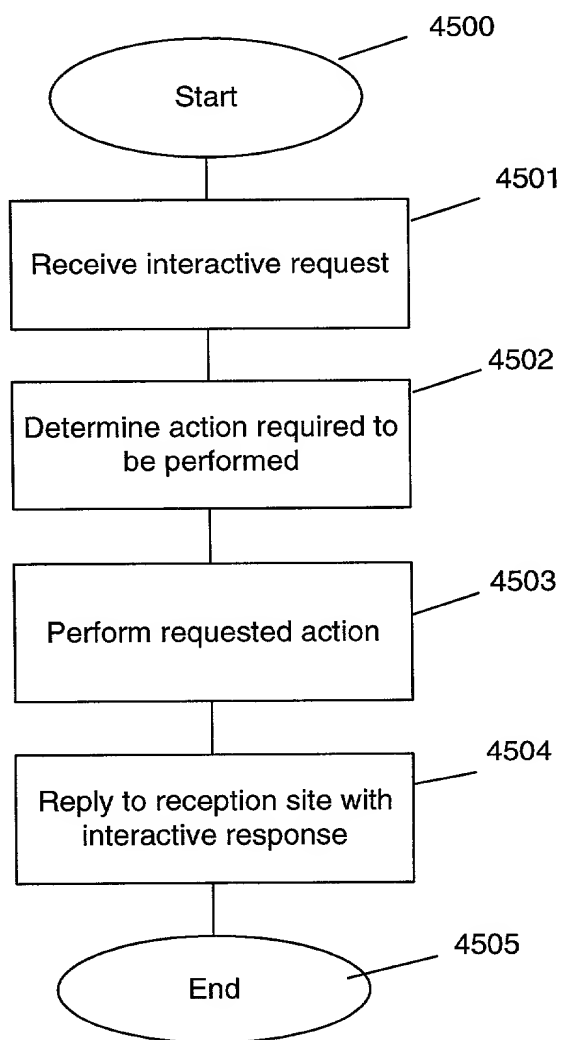 4500
Start
4501
Receive interactive request
4502
Determine action required to
be performed
4503
Perform requested action
4504
Reply to reception site with
interactive response
4505
End